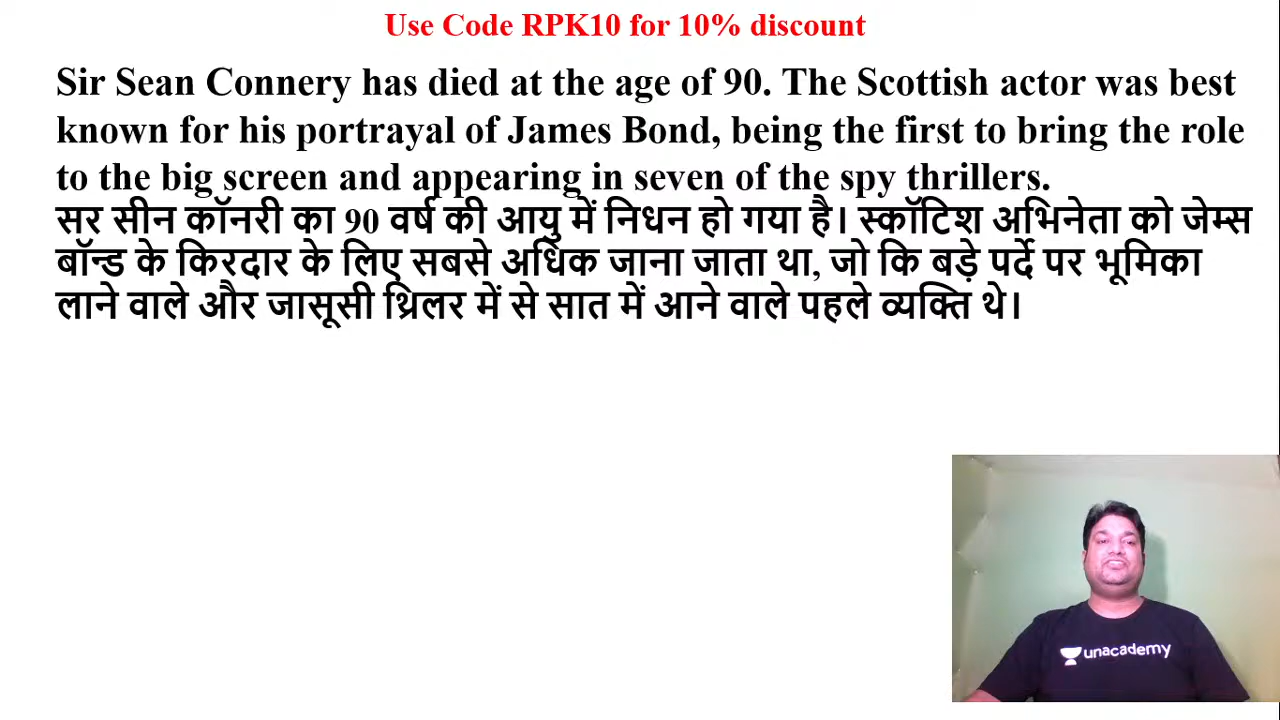 Use Code RPK10 for 10% discount
Sir Sean Connery has died at the age of 90. The Scottish actor was best
known for his portrayal of James Bond, being the first to bring the role
to the big screen and appearing in seven of the spy thrillers.
सर सीन कॉनरी का 90 वर्ष की आयु में निधन हो गया है। स्कॉटिश अभिनेता को जेम्स
बॉन्ड के किरदार के लिए सबसे अधिक जाना जाता था, जो कि बड़े पर्दे पर भूमिका
लाने वाले और जासूसी थ्रिलर में से सात में आने वाले पहले व्यक्ति थे।
unacademy